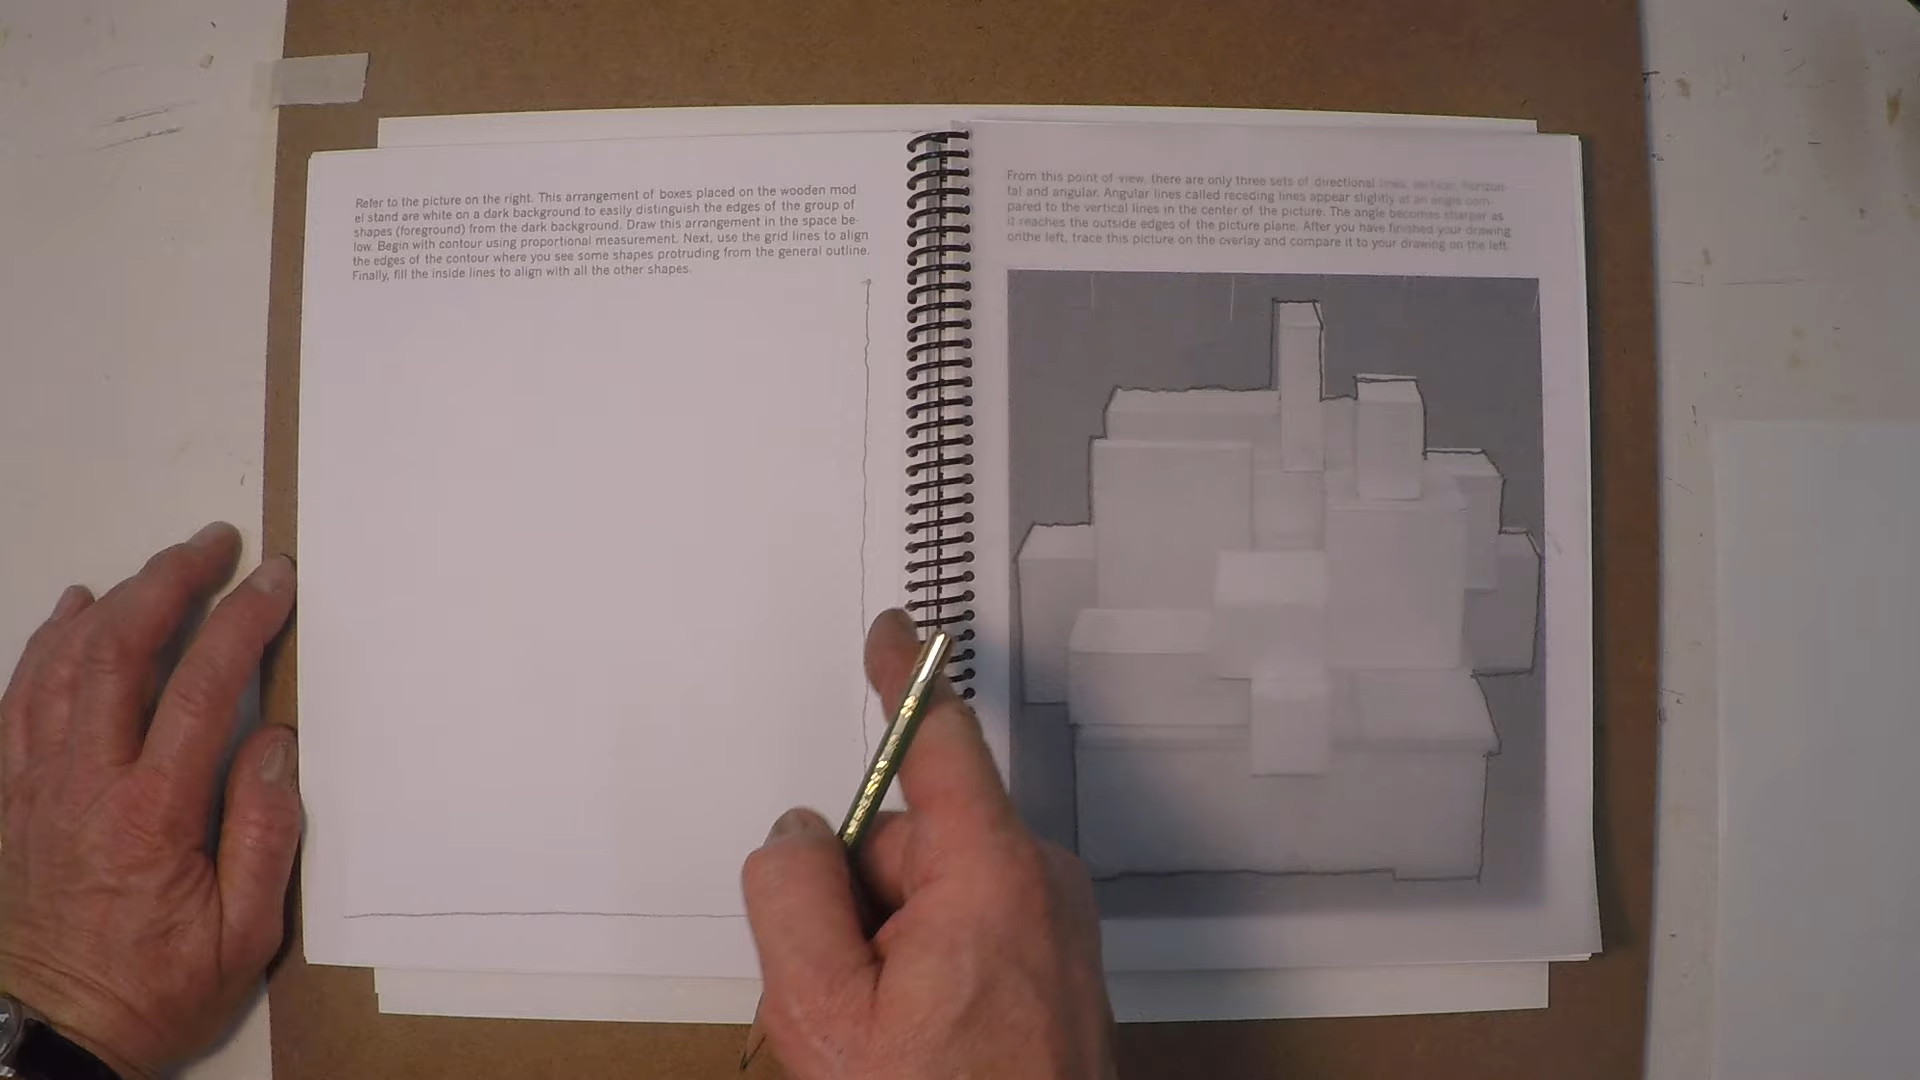 Refer to the picture on the right. This arrangement of boxes placed on the wooden mod
el stand are white on a dark background to easily distinguish the edges of the group of
shapes (foreground) from the dark background. Draw this arrangement in the space be-
low. Begin with contour using proportional measurement. Next, use the grid lines to align
the edges of the contour where you see some shapes protruding from the general outline.
Finally, fill the inside lines to align with all the other shapes.
From this point of view, there are only three sets of directional lines, vertical, horizon-
tal and angular. Angular lines called receding lines appear slightly at an angle com-
pared to the vertical lines in the center of the picture. The angle becomes sharper as
it reaches the outside edges of the picture plane. After you have finished your drawing
onthe left, trace this picture on the overlay and compare it to your drawing on the left.